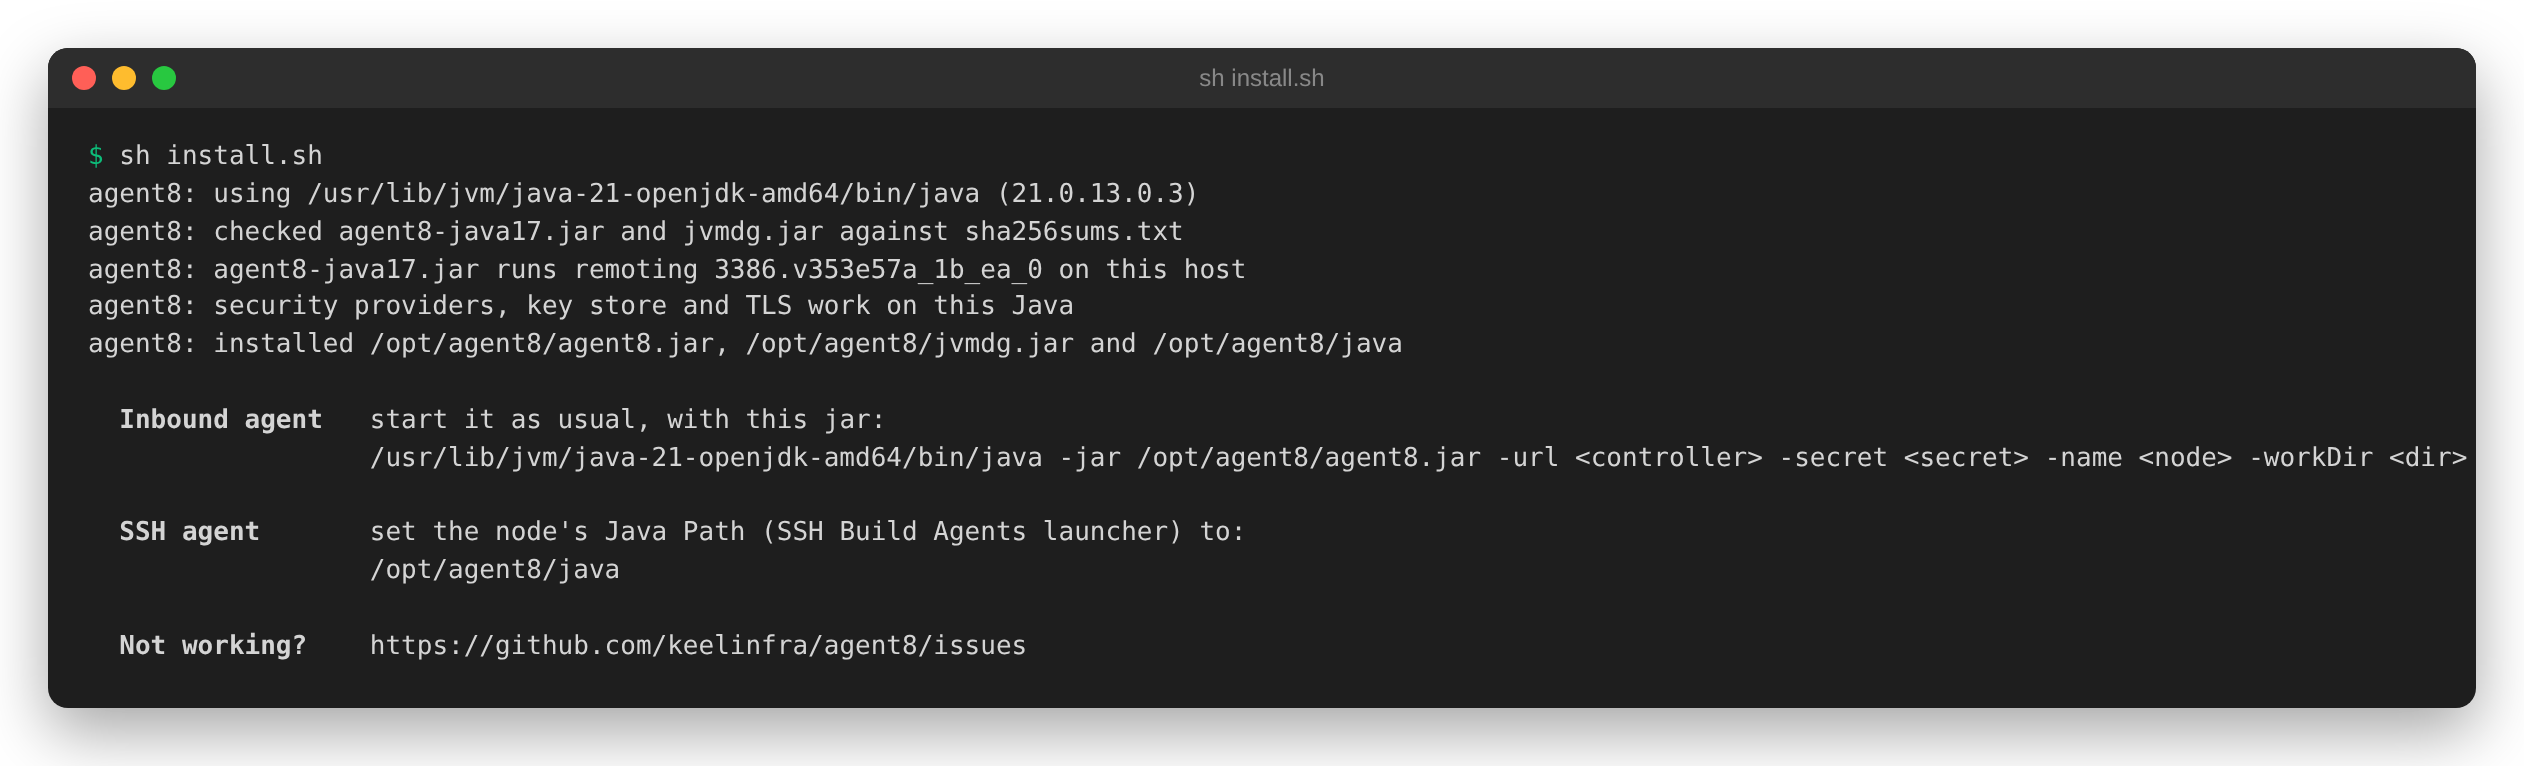 sh install.sh
$ sh install.sh
agent8: using /usr/lib/jvm/java-21-openjdk-amd64/bin/java (21.0.13.0.3)
agent8: checked agent8-java17.jar and jvmdg.jar against sha256sums.txt
agent8: agent8-java17.jar runs remoting 3386.v353e57a_1b_ea_0 on this host
agent8: security providers, key store and TLS work on this Java
agent8: installed /opt/agent8/agent8.jar, /opt/agent8/jvmdg.jar and /opt/agent8/java
Inbound agent   start it as usual, with this jar:
/usr/lib/jvm/java-21-openjdk-amd64/bin/java -jar /opt/agent8/agent8.jar -url <controller> -secret <secret> -name <node> -workDir <dir>
SSH agent       set the node's Java Path (SSH Build Agents launcher) to:
/opt/agent8/java
Not working?    https://github.com/keelinfra/agent8/issues